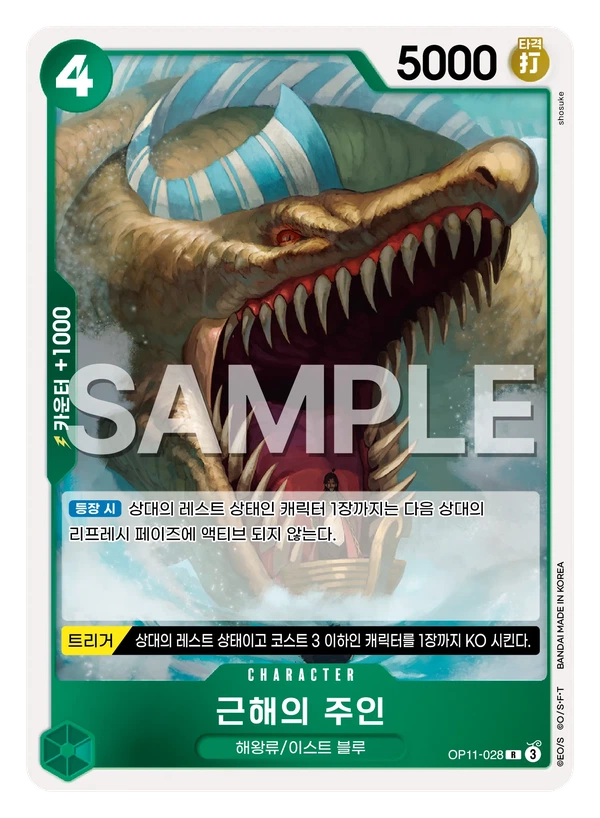 4
5000
타격
打
shosuke
카운터 +1000
SAMPLE
등장 시 상대의 레스트 상태인 캐릭터 1장까지는 다음 상대의
리프레시 페이즈에 액티브 되지 않는다.
트리거 상대의 레스트 상태이고 코스트 3 이하인 캐릭터를 1장까지 KO 시킨다.
CHARACTER
근해의 주인
해왕류/이스트 블루
OP11-028 R 3
©EO/S ©O/S·F·T BANDAI MADE IN KOREA